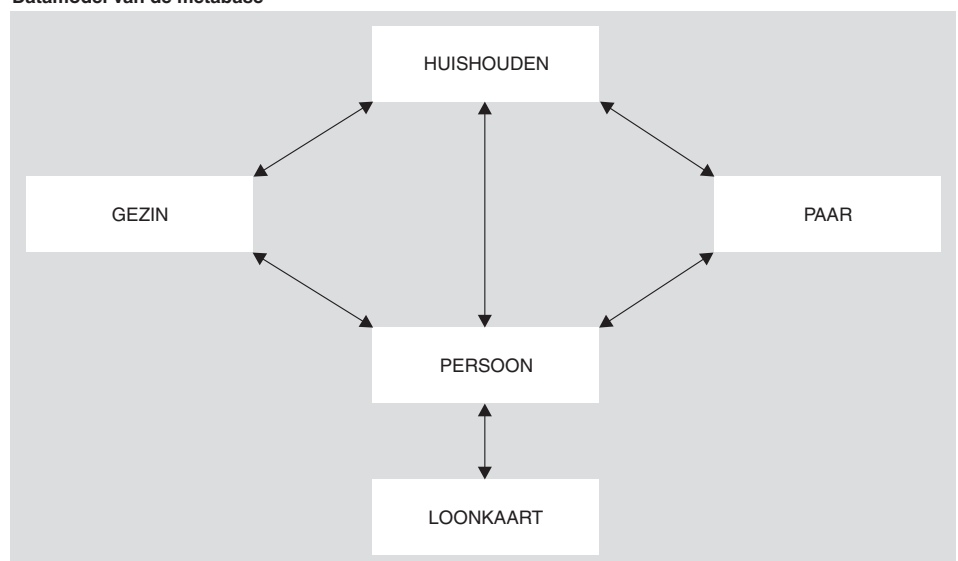 Datamodel van de metabase
HUISHOUDEN
GEZIN
PAAR
PERSOON
LOONKAART